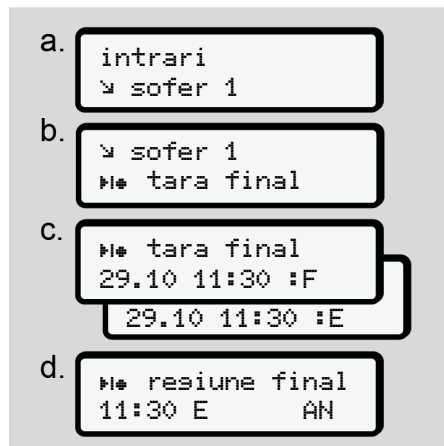 a.
intrari
↘ sofer 1
b.
↘ sofer 1
tara final
c.
tara final
29.10 11:30 :F
29.10 11:30 :E
d.
regiune final
11:30 E AN